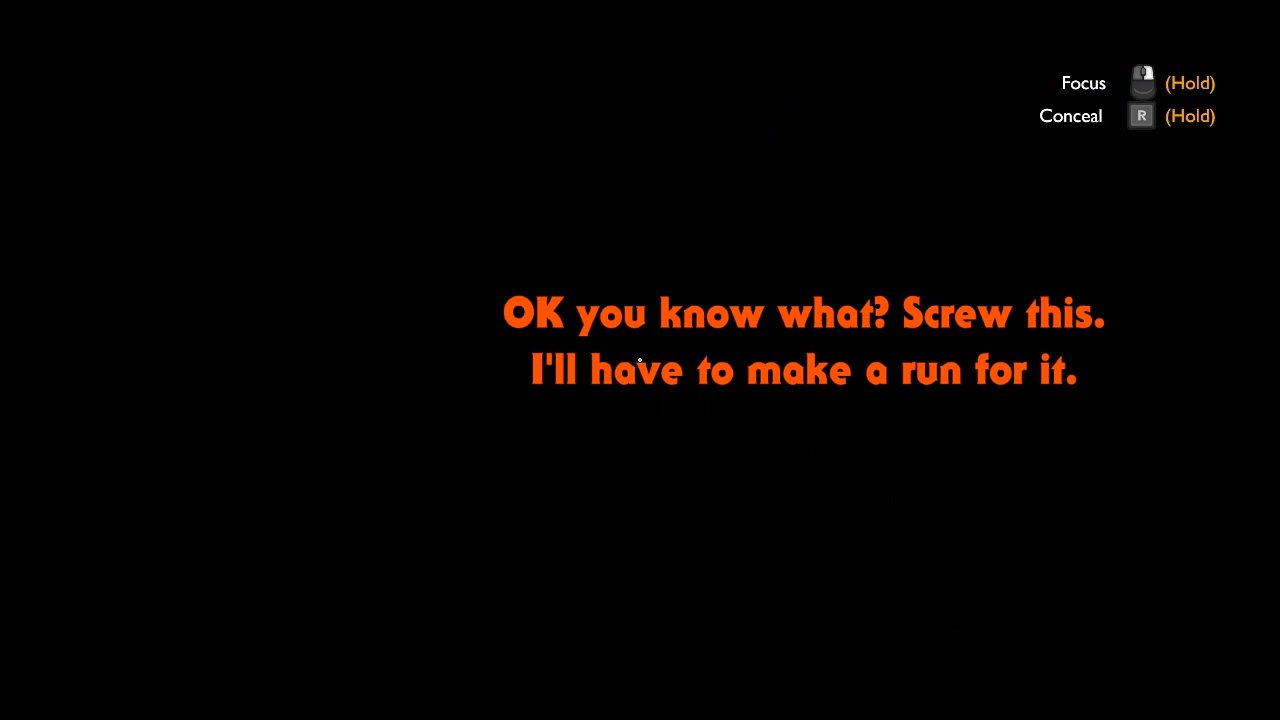 Focus (Hold)
Conceal R (Hold)
OK you know what? Screw this.
I'll have to make a run for it.